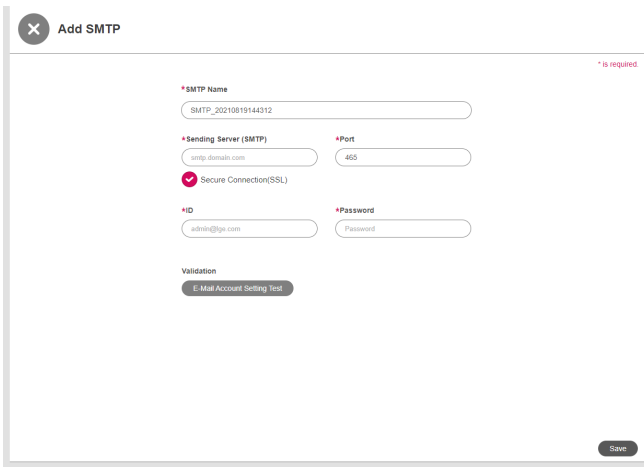 Add SMTP
* is required.
*SMTP Name
SMTP_20210819144312
*Sending Server (SMTP) *Port
smtp.domain.com 465
Secure Connection(SSL)
*ID *Password
admin@lge.com Password
Validation
E-Mail Account Setting Test
Save